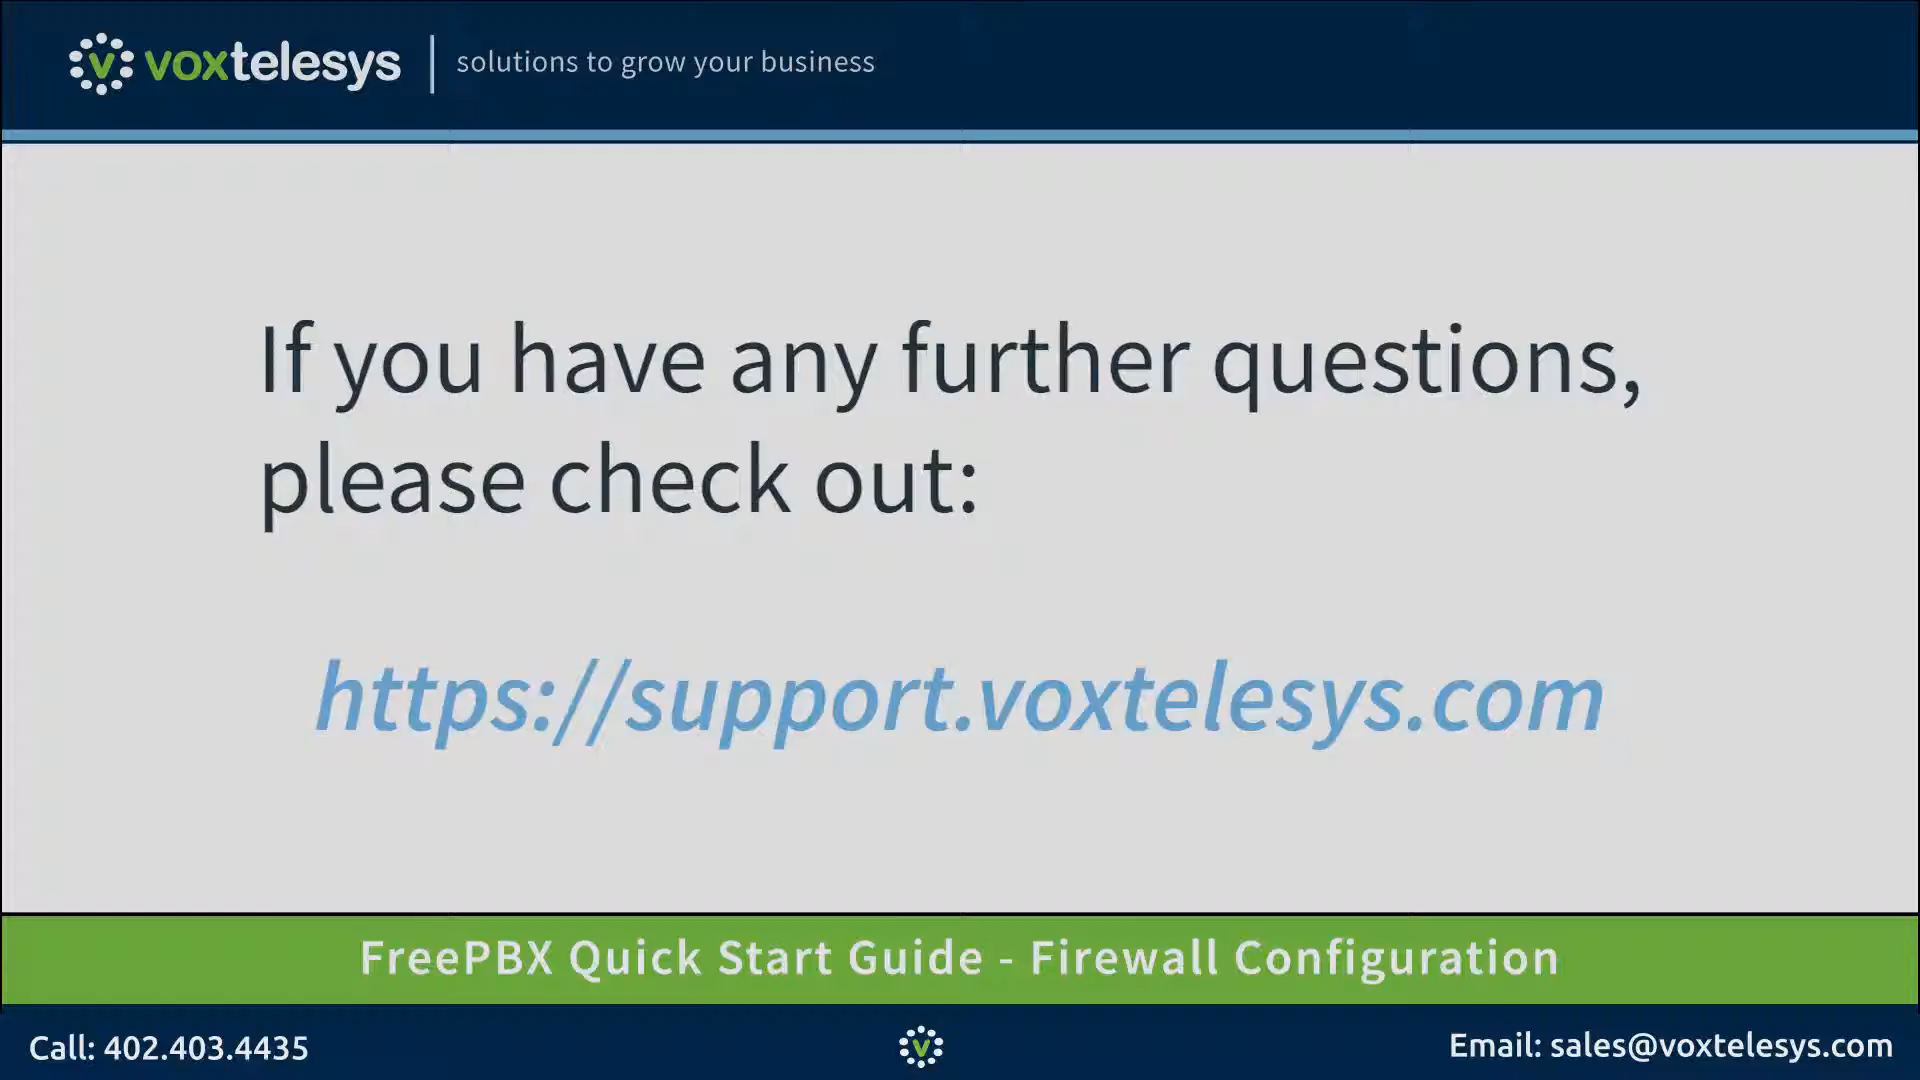 voxtelesys | solutions to grow your business
If you have any further questions,
please check out:
https://support.voxtelesys.com
FreePBX Quick Start Guide - Firewall Configuration
Call: 402.403.4435
v
Email: sales@voxtelesys.com